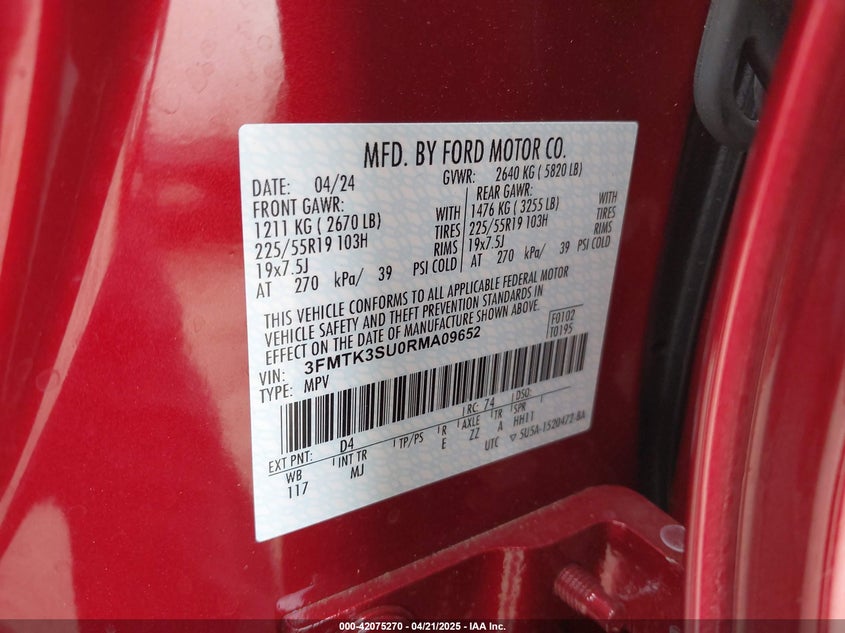 MFD. BY FORD MOTOR CO.
DATE: 04/24 GVWR: 2640 KG ( 5820 LB)
FRONT GAWR: REAR GAWR:
1211 KG ( 2670 LB) WITH 1476 KG ( 3255 LB) WITH
225/55R19 103H TIRES 225/55R19 103H TIRES
19x7.5J RIMS 19x7.5J RIMS
AT 270 kPa/ 39 PSI COLD AT 270 kPa/ 39 PSI COLD
THIS VEHICLE CONFORMS TO ALL APPLICABLE FEDERAL MOTOR
VEHICLE SAFETY AND THEFT PREVENTION STANDARDS IN
EFFECT ON THE DATE OF MANUFACTURE SHOWN ABOVE.
F0102
T0195
VIN: 3FMTK3SU0RMA09652
TYPE: MPV
EXT PNT: D4 RC: 74 DSO:
WB INT TR TP/PS R AXLE TR SPR
117 MJ E ZZ A HH11
UTC ▽ SU5A-1520472-BA
000-42075270 - 04/21/2025 - IAA Inc.